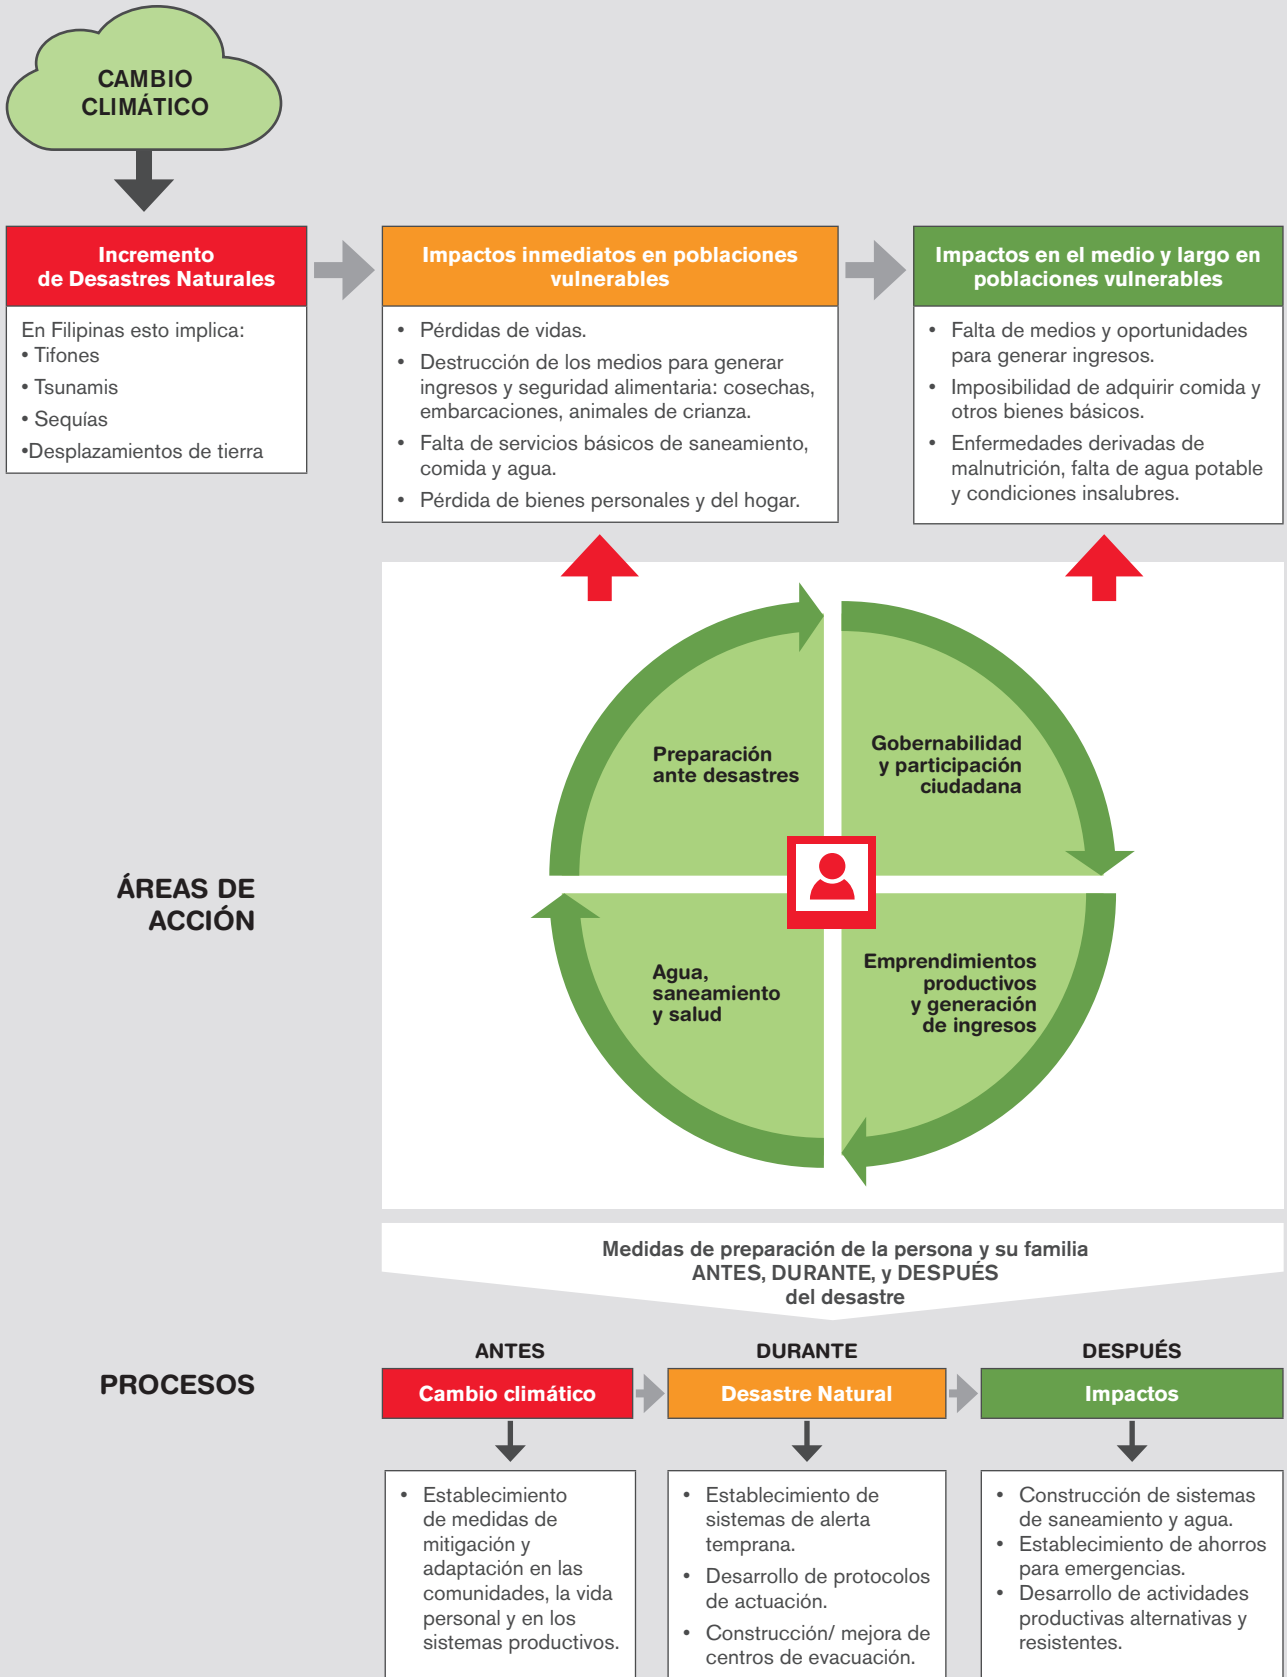 CAMBIO
CLIMÁTICO
Incremento
de Desastres Naturales
En Filipinas esto implica:
• Tifones
• Tsunamis
• Sequías
•Desplazamientos de tierra
Impactos inmediatos en poblaciones
vulnerables
• Pérdidas de vidas.
• Destrucción de los medios para generar
ingresos y seguridad alimentaria: cosechas,
embarcaciones, animales de crianza.
• Falta de servicios básicos de saneamiento,
comida y agua.
• Pérdida de bienes personales y del hogar.
Impactos en el medio y largo en
poblaciones vulnerables
• Falta de medios y oportunidades
para generar ingresos.
• Imposibilidad de adquirir comida y
otros bienes básicos.
• Enfermedades derivadas de
malnutrición, falta de agua potable
y condiciones insalubres.
ÁREAS DE
ACCIÓN
Preparación
ante desastres
Gobernabilidad
y participación
ciudadana
Agua,
saneamiento
y salud
Emprendimientos
productivos
y generación
de ingresos
Medidas de preparación de la persona y su familia
ANTES, DURANTE, y DESPUÉS
del desastre
PROCESOS
ANTES
Cambio climático
• Establecimiento
de medidas de
mitigación y
adaptación en las
comunidades, la vida
personal y en los
sistemas productivos.
DURANTE
Desastre Natural
• Establecimiento de
sistemas de alerta
temprana.
• Desarrollo de protocolos
de actuación.
• Construcción/ mejora de
centros de evacuación.
DESPUÉS
Impactos
• Construcción de sistemas
de saneamiento y agua.
• Establecimiento de ahorros
para emergencias.
• Desarrollo de actividades
productivas alternativas y
resistentes.